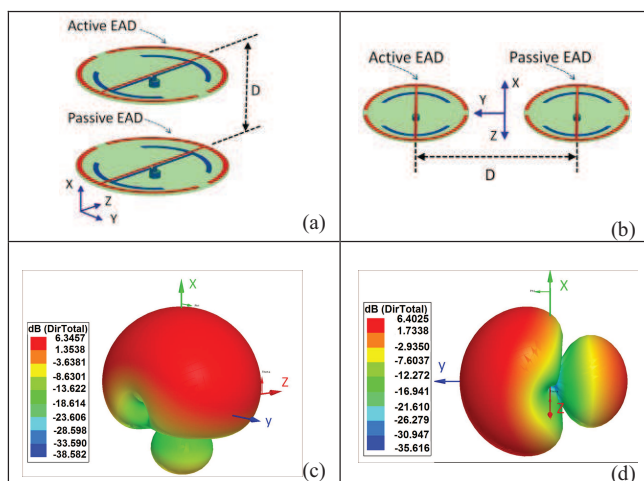 Active EAD
Passive EAD
D
X
Z
Y
(a)
Active EAD
Passive EAD
X
Y
Z
D
(b)
X
dB (DirTotal)
6.3457
1.3538
-3.6381
-8.6301
-13.622
-18.614
-23.606
-28.598
-33.590
-38.582
Z
y
(c)
X
dB (DirTotal)
6.4025
1.7338
-2.9350
-7.6037
-12.272
-16.941
-21.610
-26.279
-30.947
-35.616
y
Z
(d)